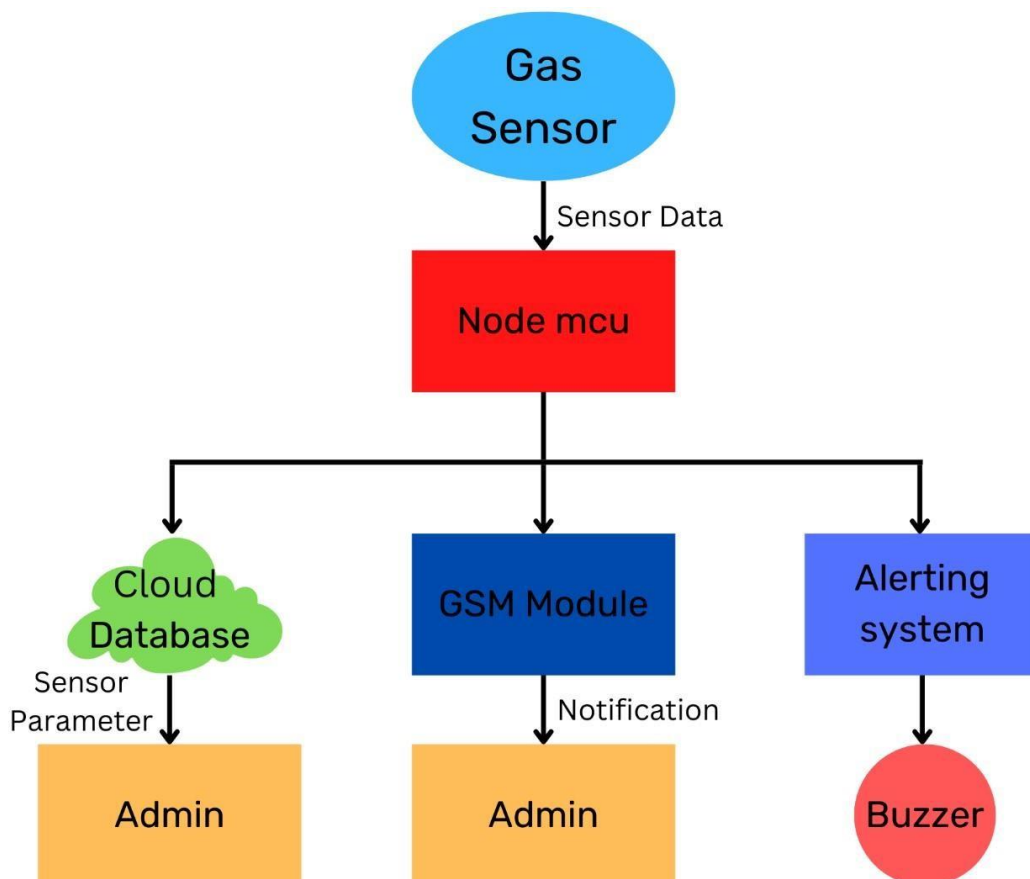 Gas
Sensor
Sensor Data
Node mcu
Cloud
Database
GSM Module
Alerting
system
Sensor
Parameter
Notification
Admin
Admin
Buzzer